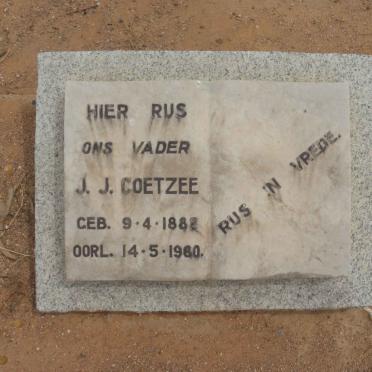 HIER RUS
ONS VADER
J. J. COETZEE
GEB. 9·4·1882
OORL. 14·5·1960.
RUS IN VREDE.